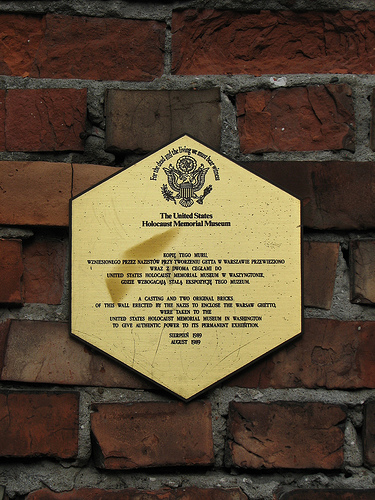 For the dead and the living we must bear witness
The United States
Holocaust Memorial Museum
KOPIĘ TEGO MURU,
WZNIESIONEGO PRZEZ NAZISTÓW PRZY TWORZENIU GETTA W WARSZAWIE PRZEWIEZIONO
WRAZ Z DWOMA CEGŁAMI DO
UNITED STATES HOLOCAUST MEMORIAL MUSEUM W WASZYNGTONIE,
GDZIE WZBOGACAJĄ STAŁĄ EKSPOZYCJĘ TEGO MUZEUM.
A CASTING AND TWO ORIGINAL BRICKS
OF THIS WALL ERECTED BY THE NAZIS TO ENCLOSE THE WARSAW GHETTO,
WERE TAKEN TO THE
UNITED STATES HOLOCAUST MEMORIAL MUSEUM IN WASHINGTON
TO GIVE AUTHENTIC POWER TO ITS PERMANENT EXHIBITION.
SIERPIEŃ 1989
AUGUST 1989